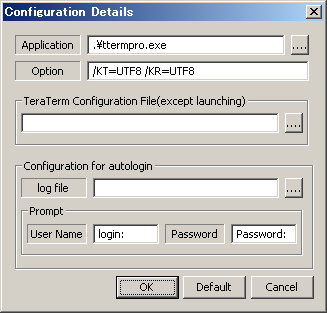 Configuration Details
Application .¥ttermpro.exe ....
Option /KT=UTF8 /KR=UTF8
TeraTerm Configuration File(except launching)
....
Configuration for autologin
log file ....
Prompt
User Name login: Password Password:
OK Default Cancel